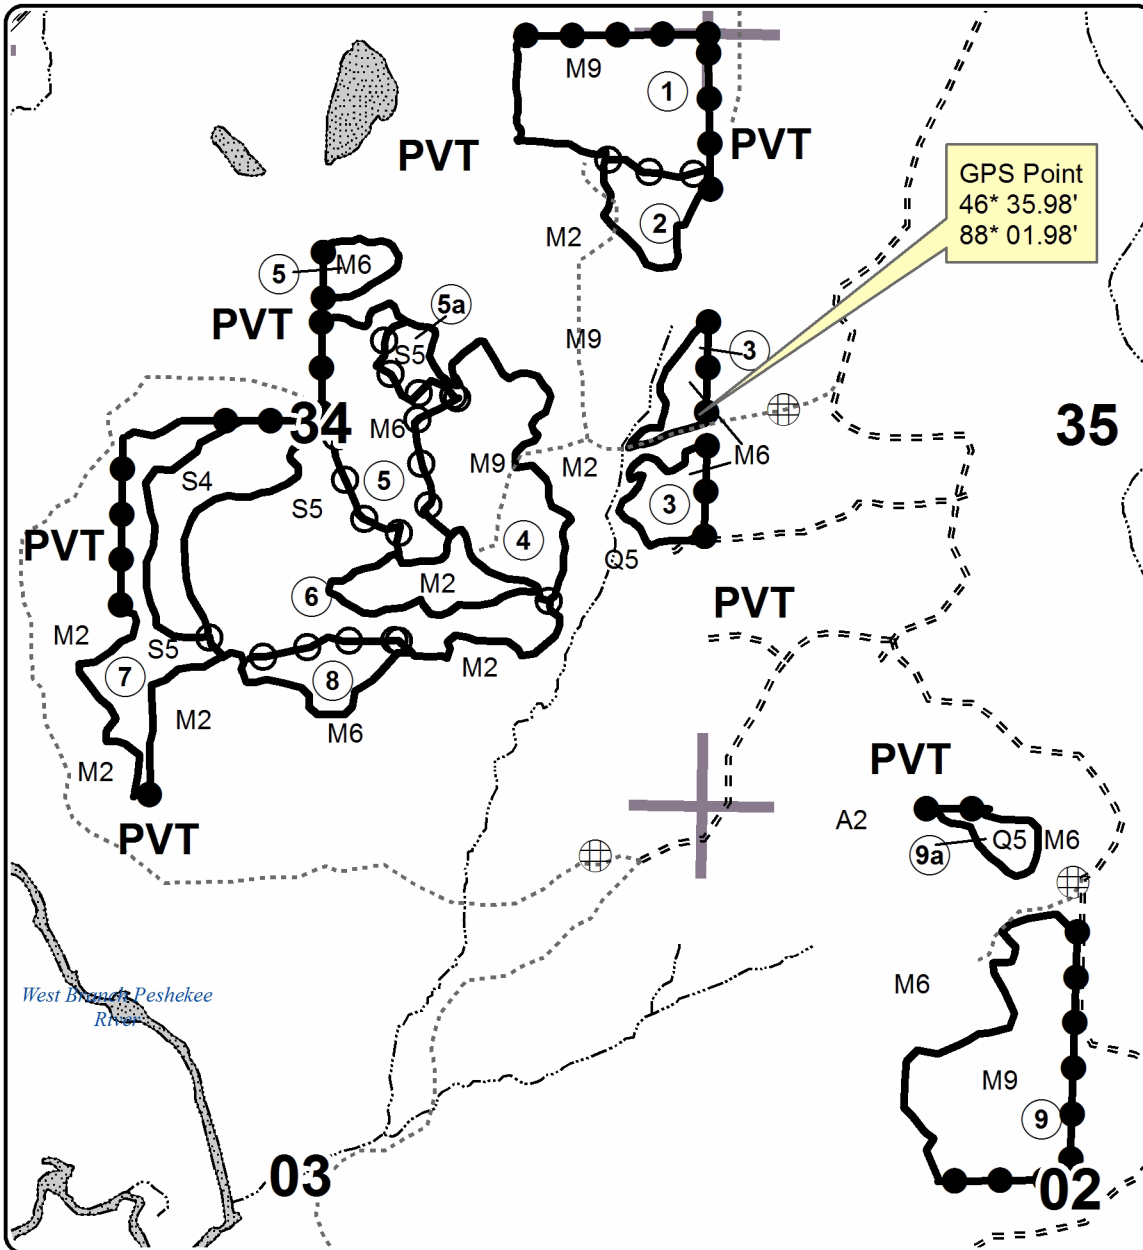 M9
1
PVT
PVT
GPS Point
46* 35.98'
88* 01.98'
2
M2
5
M6
5a
PVT
S5
M9
3
34
M6
35
M9
M2
M6
S4
5
S5
3
PVT
4
Q5
M2
6
PVT
M2
S5
7
8
M2
M2
M6
M2
PVT
PVT
A2
Q5
M6
9a
West Branch Peshekee
River
M6
M9
9
03
02